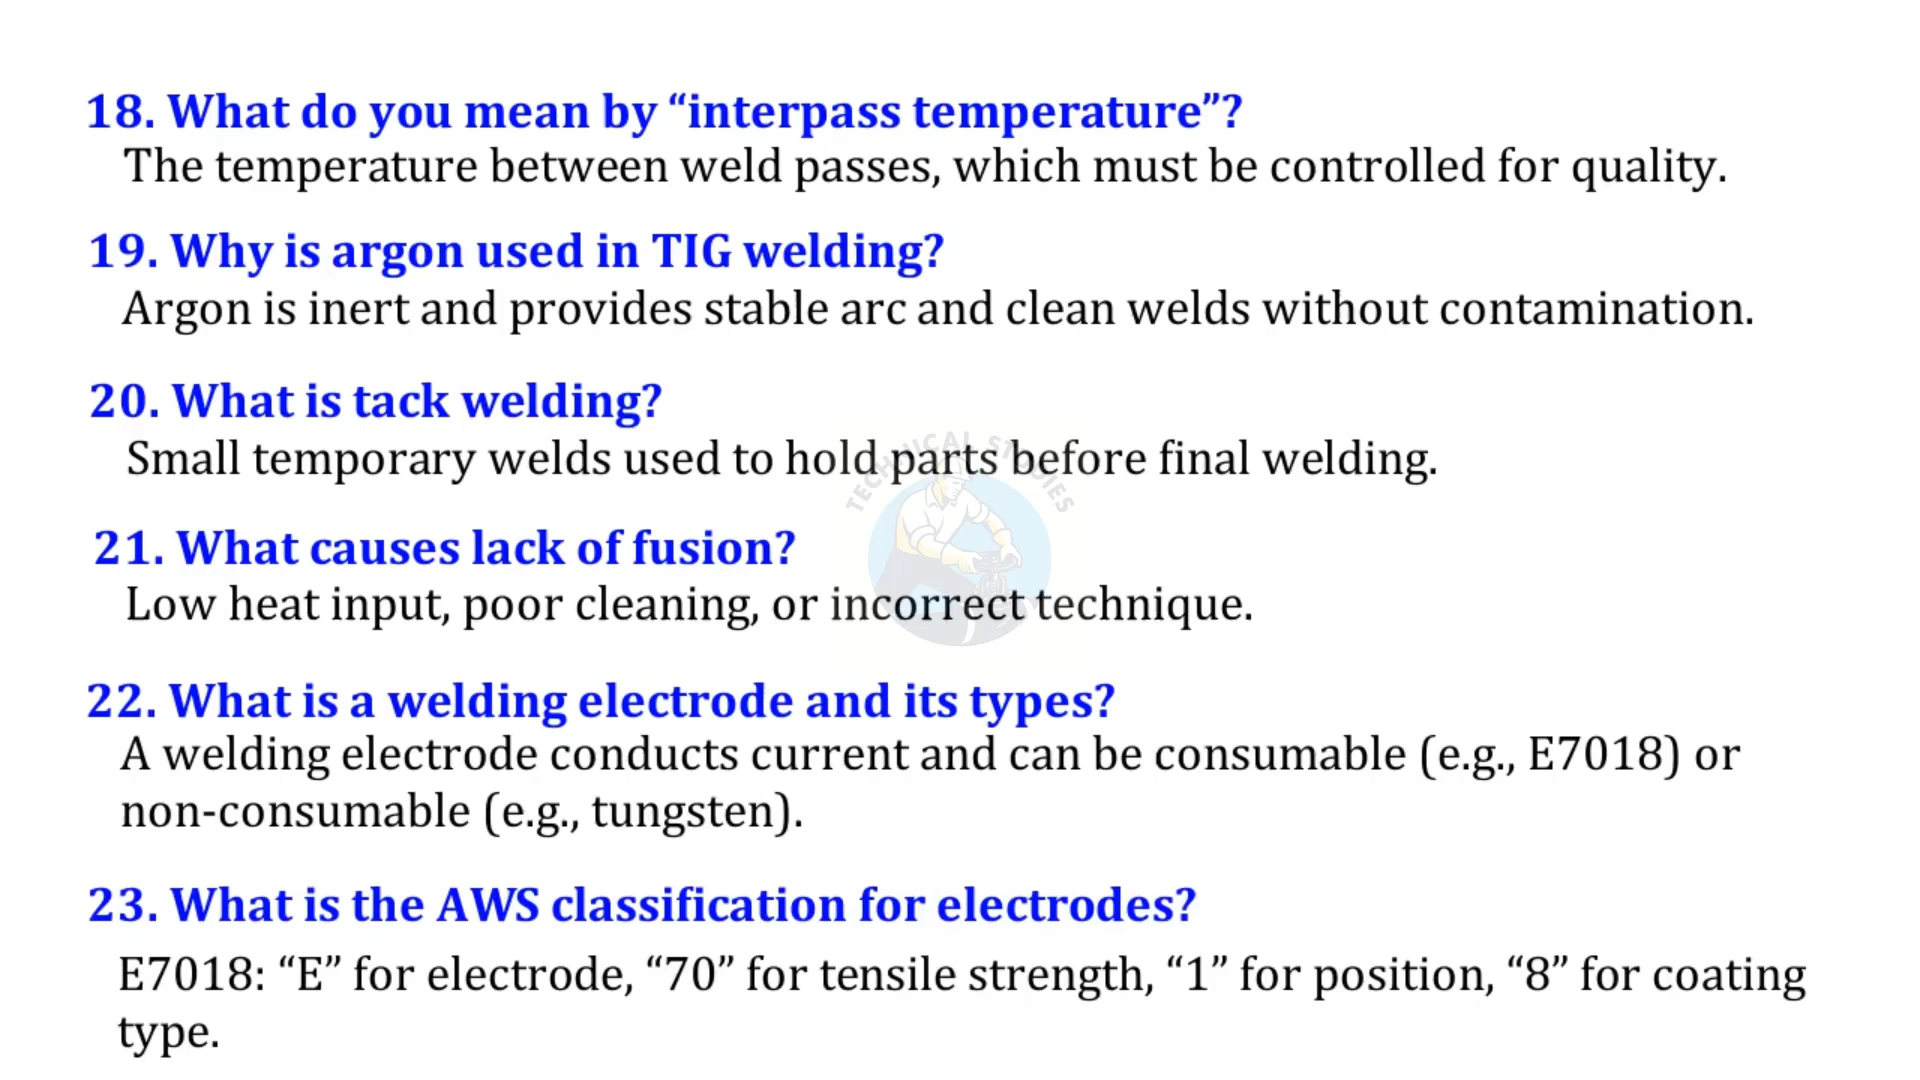 18. What do you mean by “interpass temperature”?
The temperature between weld passes, which must be controlled for quality.
19. Why is argon used in TIG welding?
Argon is inert and provides stable arc and clean welds without contamination.
20. What is tack welding?
Small temporary welds used to hold parts before final welding.
TECHNICAL STUDIES
21. What causes lack of fusion?
Low heat input, poor cleaning, or incorrect technique.
22. What is a welding electrode and its types?
A welding electrode conducts current and can be consumable (e.g., E7018) or
non-consumable (e.g., tungsten).
23. What is the AWS classification for electrodes?
E7018: “E” for electrode, “70” for tensile strength, “1” for position, “8” for coating
type.